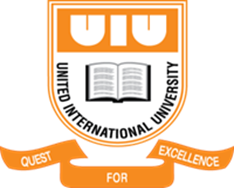 UIU
UNITED INTERNATIONAL UNIVERSITY
QUEST
FOR
EXCELLENCE